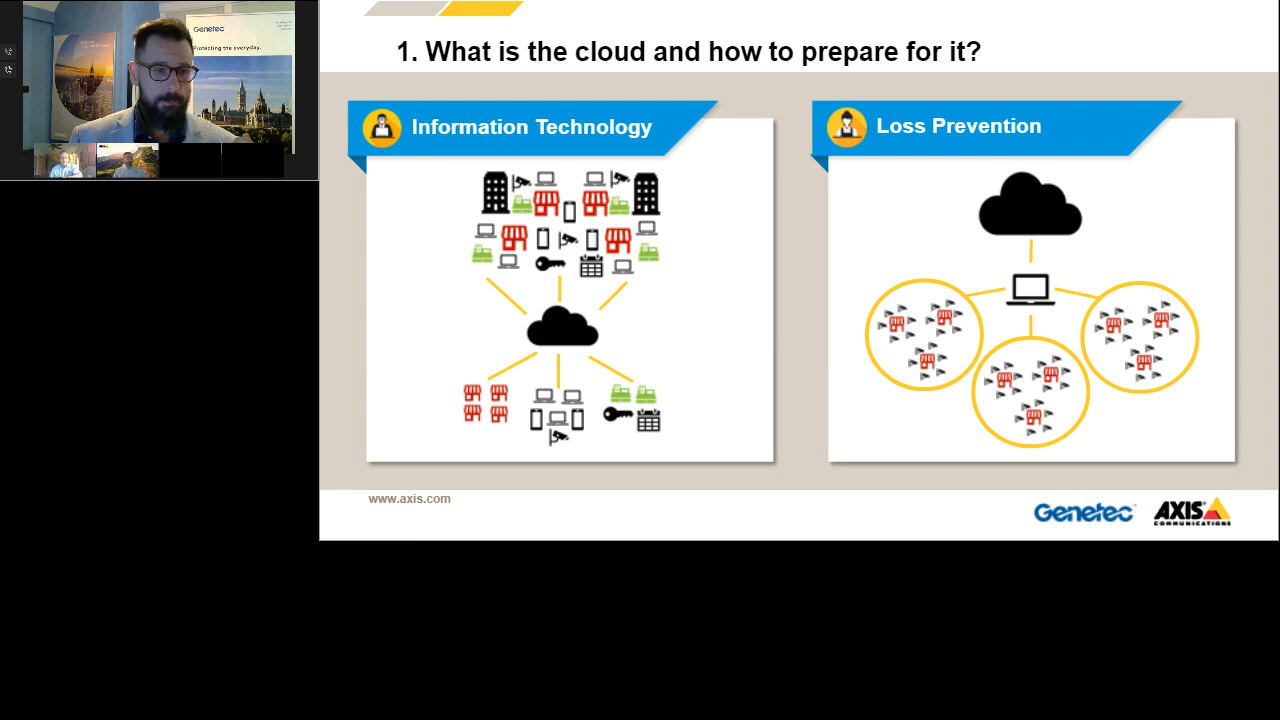 Genetec
Protecting the everyday.
1. What is the cloud and how to prepare for it?
Information Technology
Loss Prevention
www.axis.com
Genetec
AXIS
COMMUNICATIONS